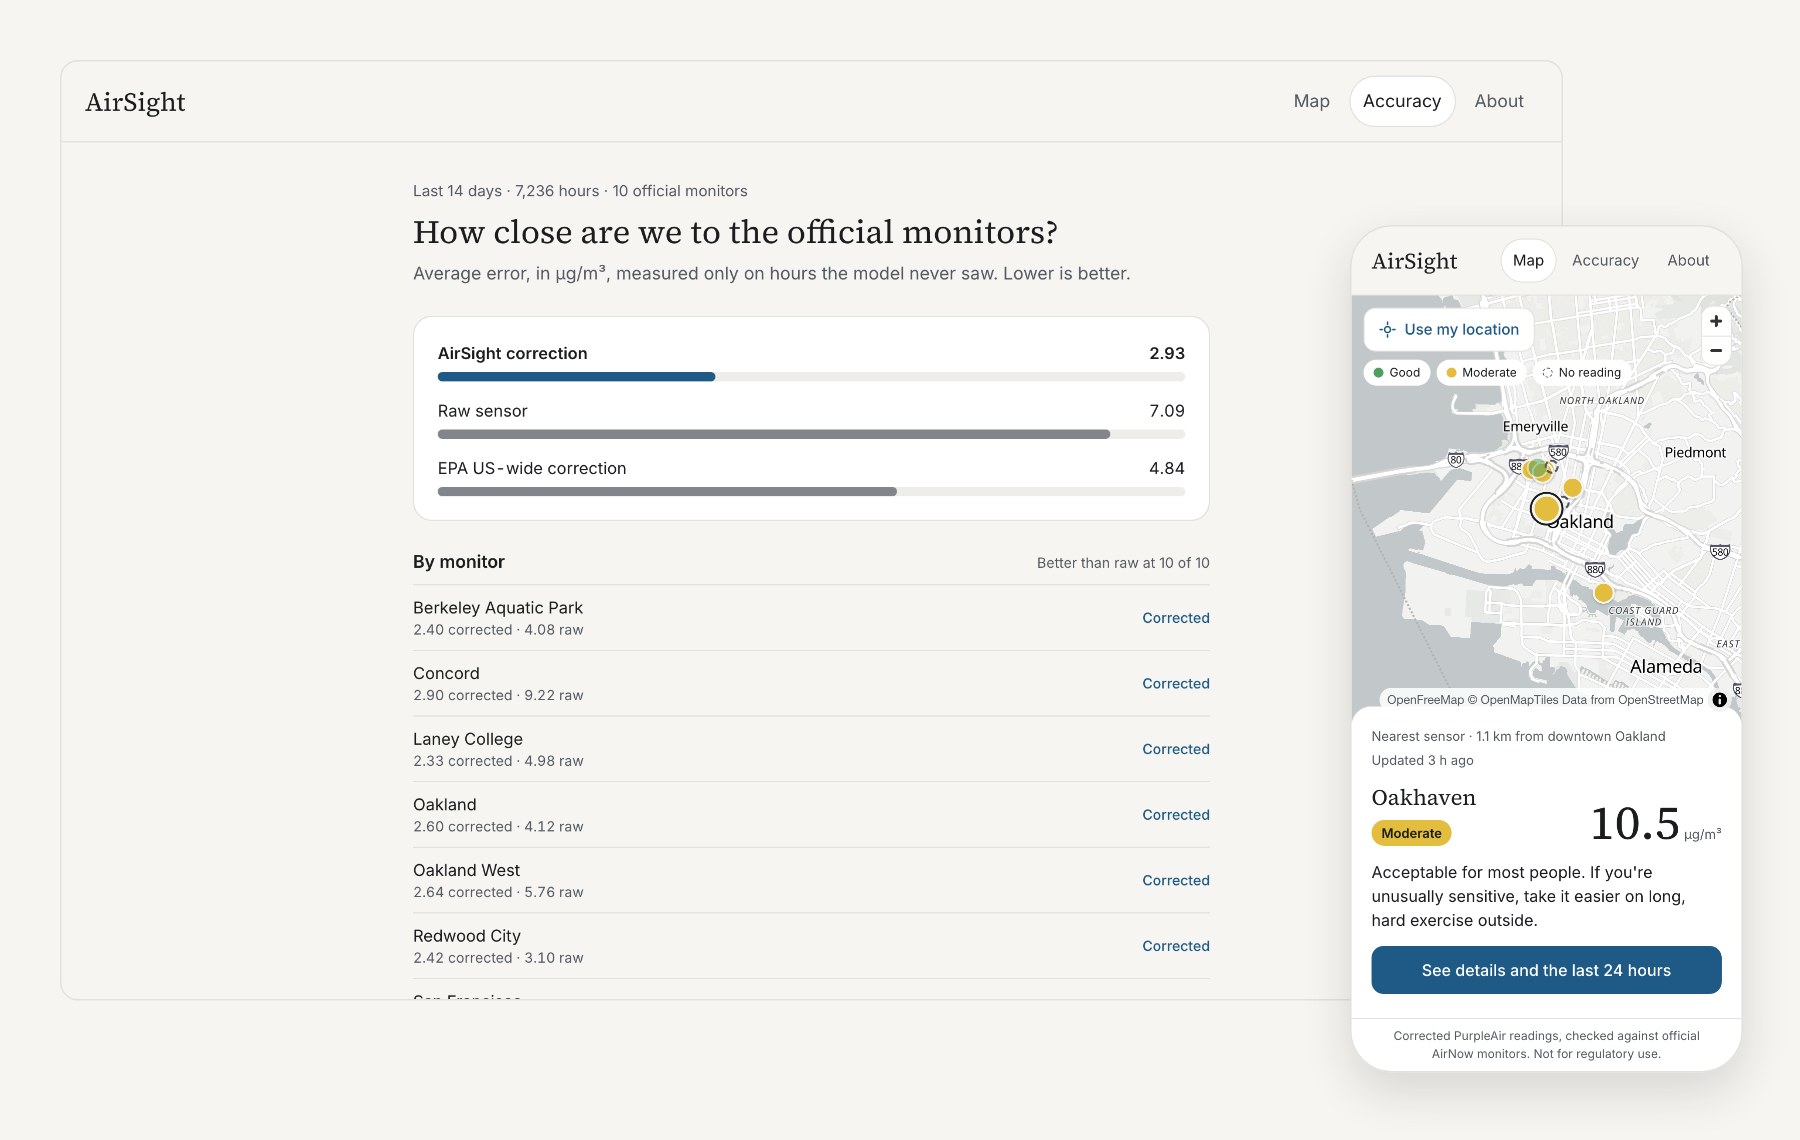 AirSight
Map Accuracy About
Last 14 days · 7,236 hours · 10 official monitors
How close are we to the official monitors?
Average error, in µg/m³, measured only on hours the model never saw. Lower is better.
AirSight correction 2.93
Raw sensor 7.09
EPA US-wide correction 4.84
By monitor Better than raw at 10 of 10
Berkeley Aquatic Park
2.40 corrected · 4.08 raw
Corrected
Concord
2.90 corrected · 9.22 raw
Corrected
Laney College
2.33 corrected · 4.98 raw
Corrected
Oakland
2.60 corrected · 4.12 raw
Corrected
Oakland West
2.64 corrected · 5.76 raw
Corrected
Redwood City
2.42 corrected · 3.10 raw
Corrected
AirSight Map Accuracy About
Use my location
+
−
Good Moderate No reading
NORTH OAKLAND
Emeryville
580
Piedmont
80
Oakland
580
880
COAST GUARD
ISLAND
EAST
Alameda
OpenFreeMap © OpenMapTiles Data from OpenStreetMap
Nearest sensor · 1.1 km from downtown Oakland
Updated 3 h ago
Oakhaven
Moderate
10.5 µg/m³
Acceptable for most people. If you're
unusually sensitive, take it easier on long,
hard exercise outside.
See details and the last 24 hours
Corrected PurpleAir readings, checked against official
AirNow monitors. Not for regulatory use.